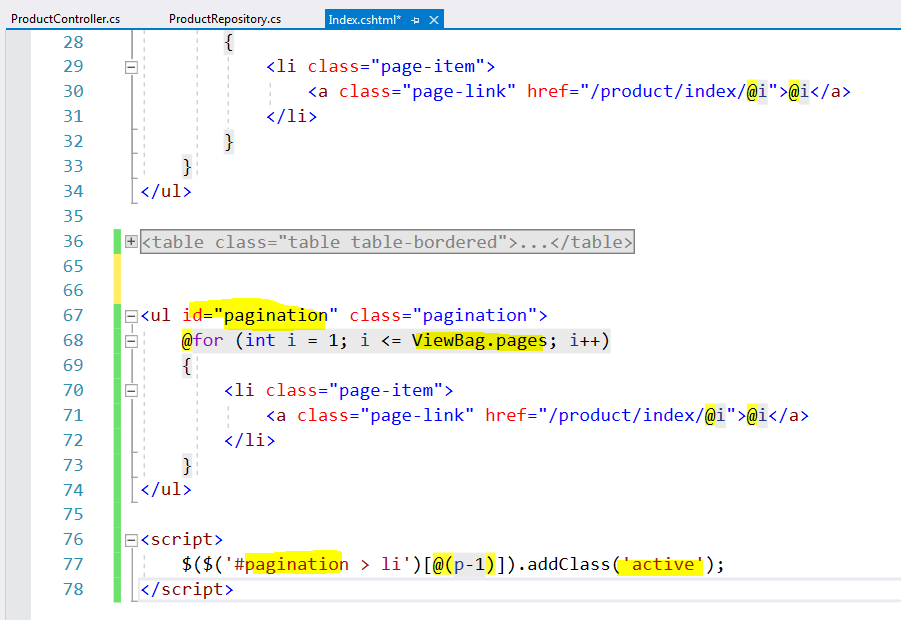 ProductController.cs ProductRepository.cs Index.cshtml*
28 {
29 <li class="page-item">
30 <a class="page-link" href="/product/index/@i">@i</a>
31 </li>
32 }
33 }
34 </ul>
35
36 <table class="table table-bordered">...</table>
65
66
67 <ul id="pagination" class="pagination">
68 @for (int i = 1; i <= ViewBag.pages; i++)
69 {
70 <li class="page-item">
71 <a class="page-link" href="/product/index/@i">@i</a>
72 </li>
73 }
74 </ul>
75
76 <script>
77 $($('#pagination > li')[@(p-1)]).addClass('active');
78 </script>